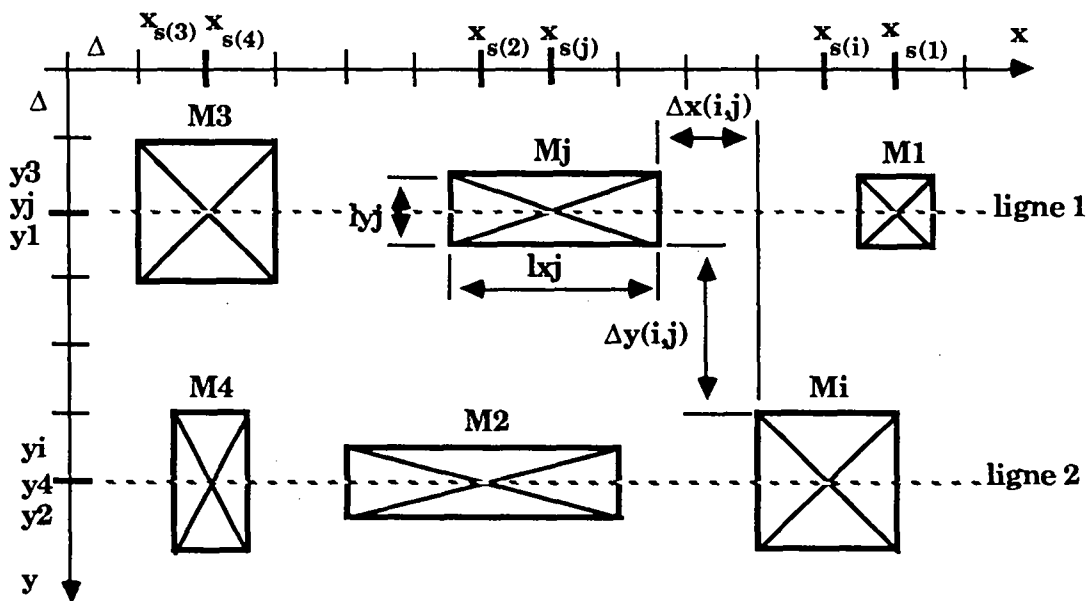 x s(3) x s(4) x s(2) x s(j) x s(i) x s(1) x
Δ
Δ
M3 Mj Δx(i,j) M1
y3
yj
y1
lyj
ligne 1
lxj
Δy(i,j)
M4 M2 Mi
yi
y4
y2
ligne 2
y